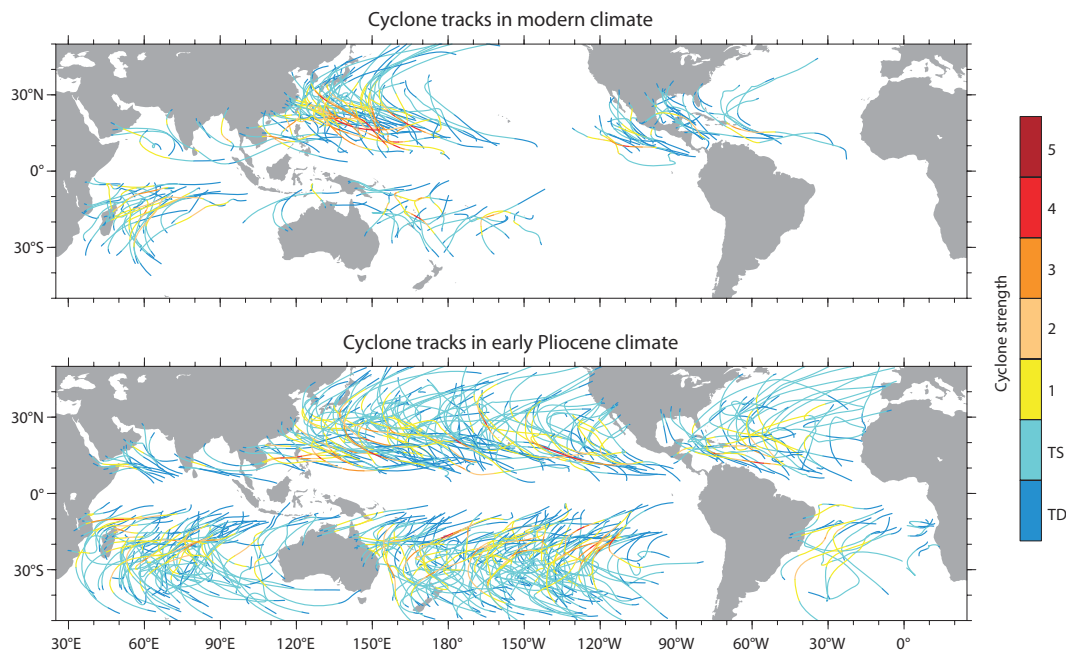 Cyclone tracks in modern climate
30°N
0°
30°S
Cyclone tracks in early Pliocene climate
30°N
0°
30°S
30°E 60°E 90°E 120°E 150°E 180° 150°W 120°W 90°W 60°W 30°W 0°
Cyclone strength
5
4
3
2
1
TS
TD